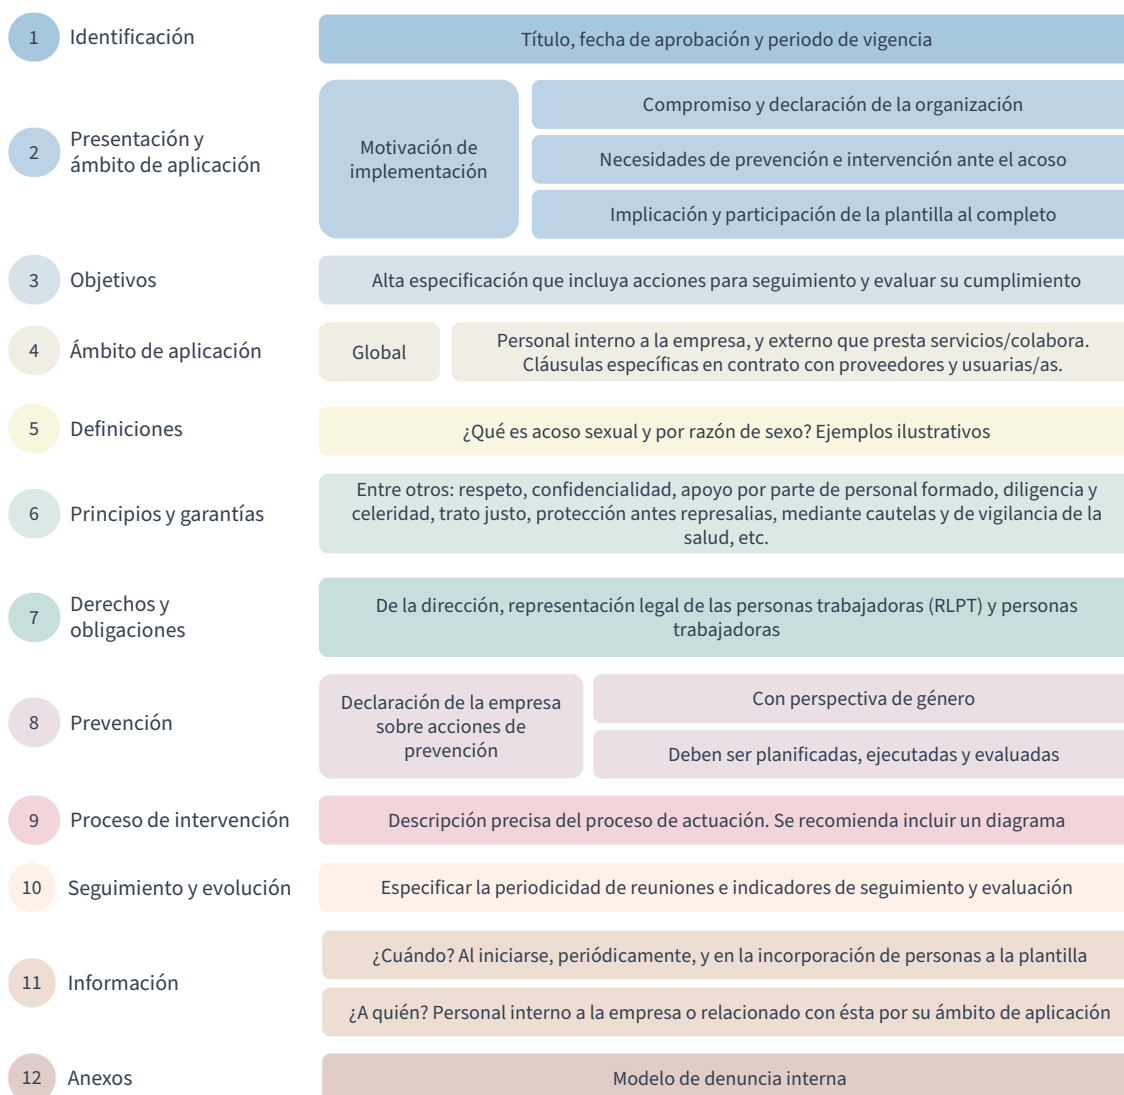 1
Identificación
Título, fecha de aprobación y periodo de vigencia
2
Presentación y
ámbito de aplicación
Motivación de
implementación
Compromiso y declaración de la organización
Necesidades de prevención e intervención ante el acoso
Implicación y participación de la plantilla al completo
3
Objetivos
Alta especificación que incluya acciones para seguimiento y evaluar su cumplimiento
4
Ámbito de aplicación
Global
Personal interno a la empresa, y externo que presta servicios/colabora.
Cláusulas específicas en contrato con proveedores y usuarias/as.
5
Definiciones
¿Qué es acoso sexual y por razón de sexo? Ejemplos ilustrativos
6
Principios y garantías
Entre otros: respeto, confidencialidad, apoyo por parte de personal formado, diligencia y
celeridad, trato justo, protección antes represalias, mediante cautelas y de vigilancia de la
salud, etc.
7
Derechos y
obligaciones
De la dirección, representación legal de las personas trabajadoras (RLPT) y personas
trabajadoras
8
Prevención
Declaración de la empresa
sobre acciones de
prevención
Con perspectiva de género
Deben ser planificadas, ejecutadas y evaluadas
9
Proceso de intervención
Descripción precisa del proceso de actuación. Se recomienda incluir un diagrama
10
Seguimiento y evolución
Especificar la periodicidad de reuniones e indicadores de seguimiento y evaluación
11
Información
¿Cuándo? Al iniciarse, periódicamente, y en la incorporación de personas a la plantilla
¿A quién? Personal interno a la empresa o relacionado con ésta por su ámbito de aplicación
12
Anexos
Modelo de denuncia interna